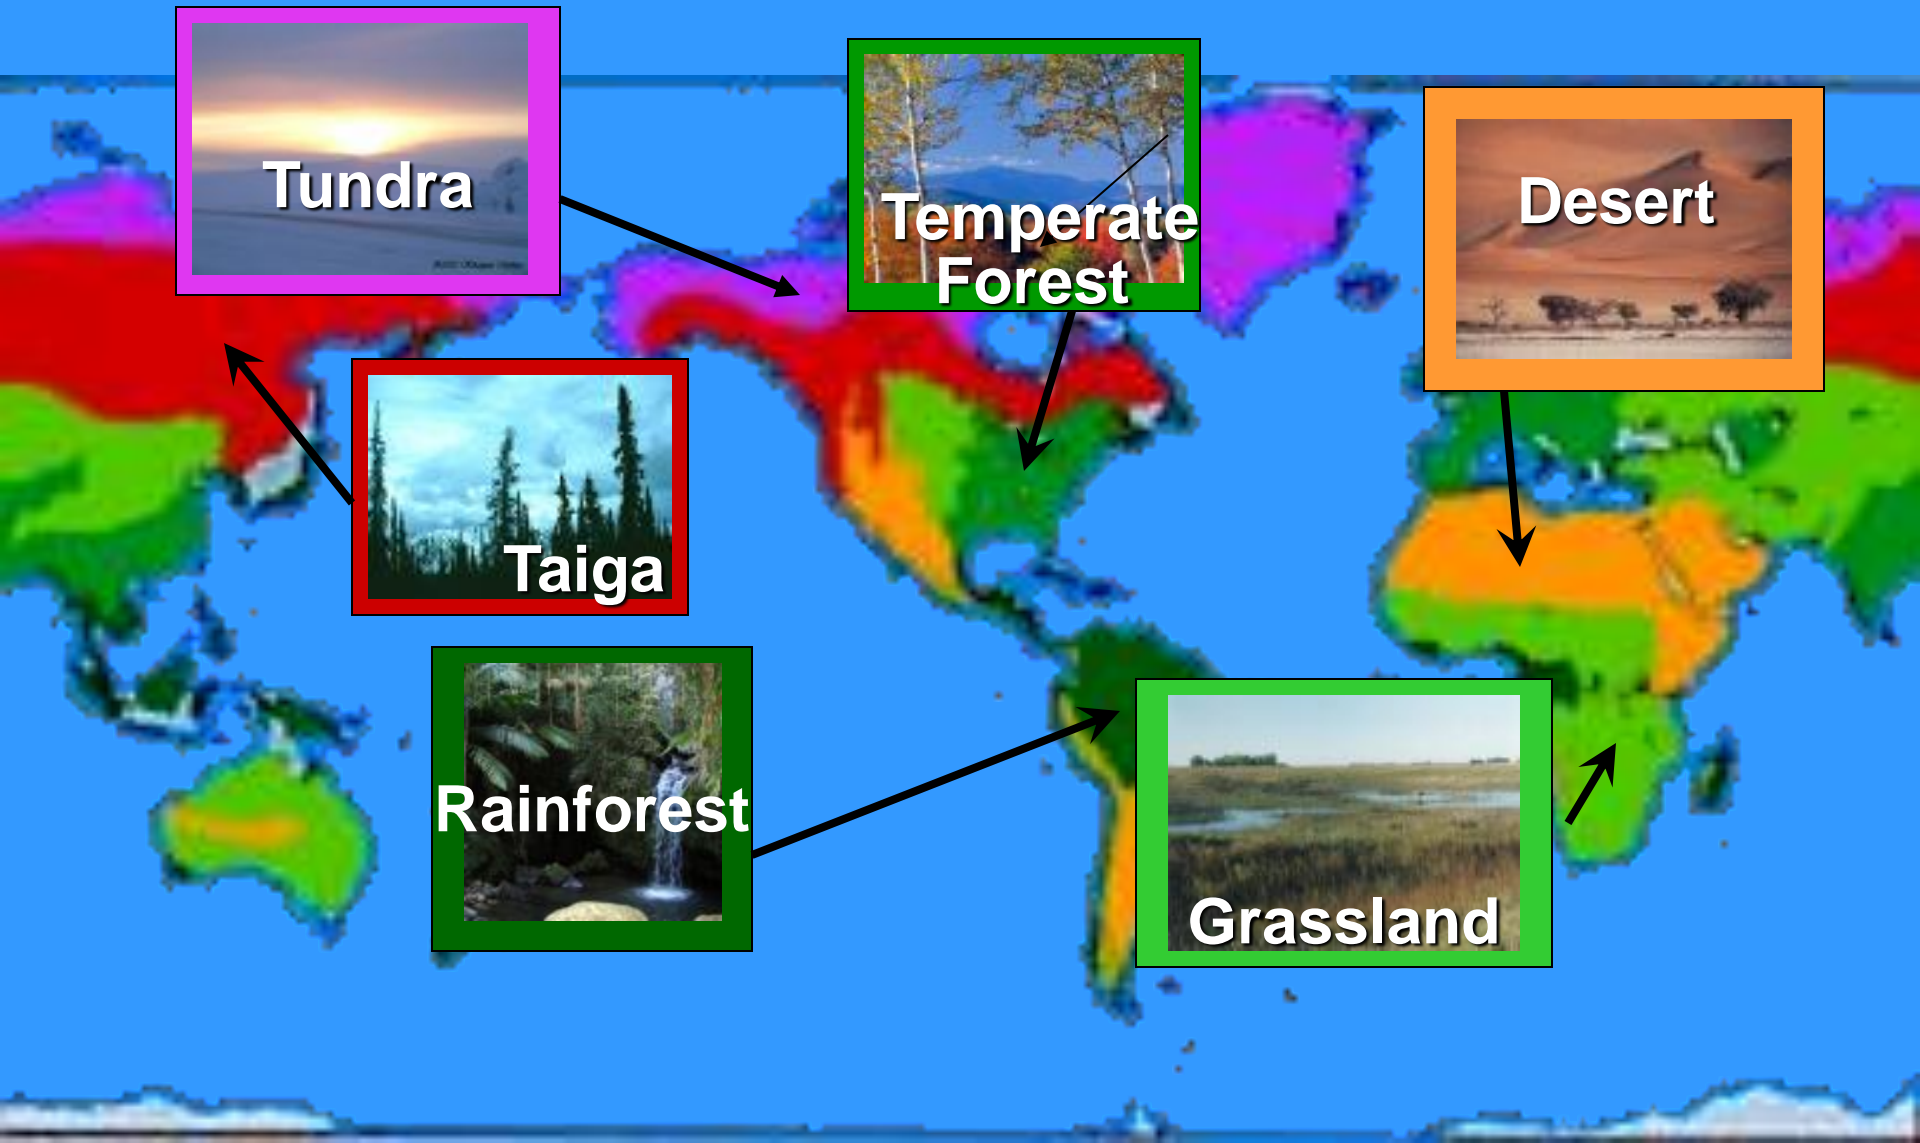 Tundra
Temperate
Forest
Desert
Taiga
Rainforest
Grassland